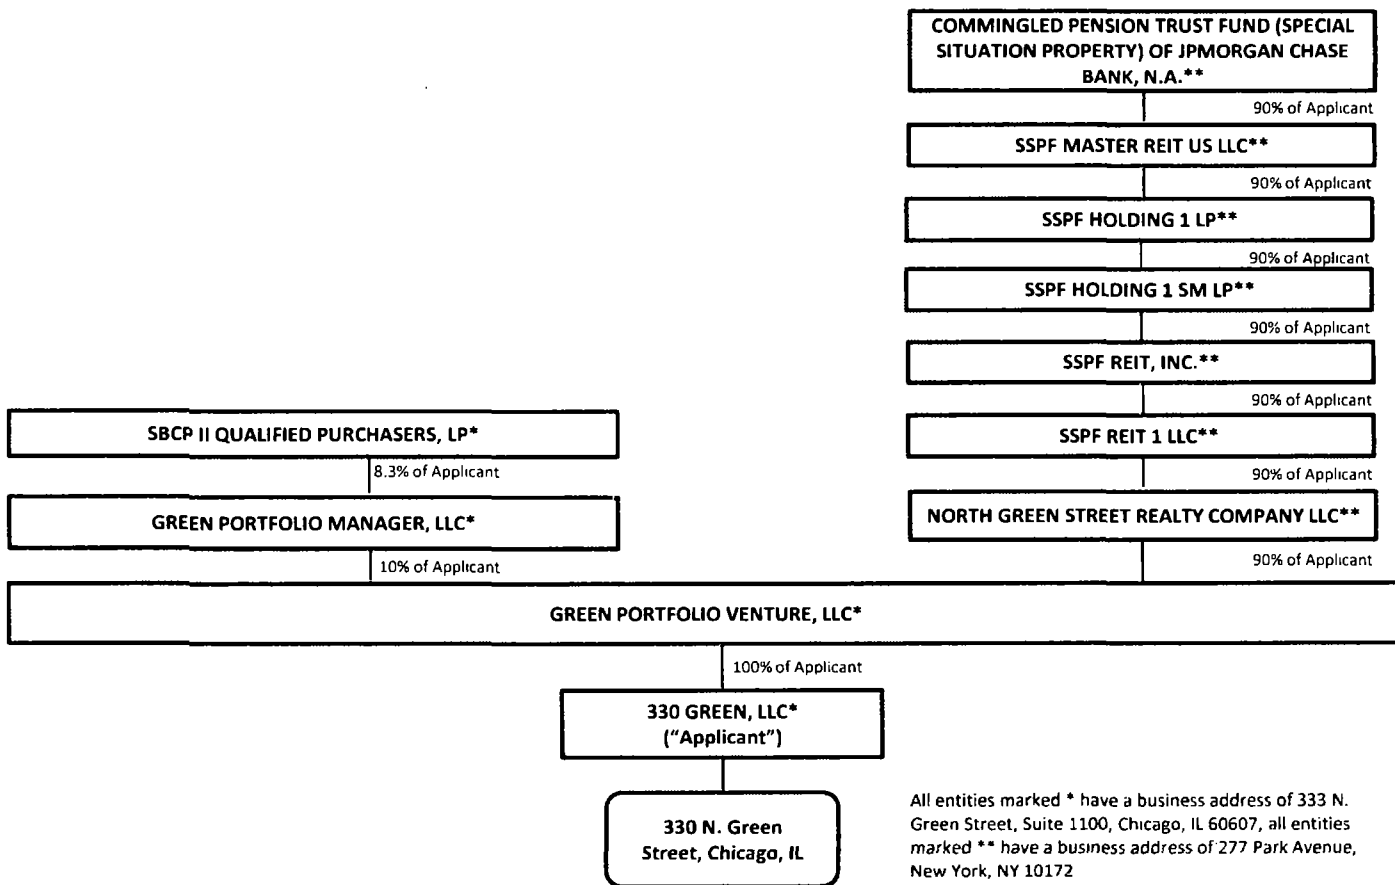 COMMINGLED PENSION TRUST FUND (SPECIAL
SITUATION PROPERTY) OF JPMORGAN CHASE
BANK, N.A.**
90% of Applicant
SSPF MASTER REIT US LLC**
90% of Applicant
SSPF HOLDING 1 LP**
90% of Applicant
SSPF HOLDING 1 SM LP**
90% of Applicant
SSPF REIT, INC.**
90% of Applicant
SBCP II QUALIFIED PURCHASERS, LP*
SSPF REIT 1 LLC**
8.3% of Applicant
90% of Applicant
GREEN PORTFOLIO MANAGER, LLC*
NORTH GREEN STREET REALTY COMPANY LLC**
10% of Applicant
90% of Applicant
GREEN PORTFOLIO VENTURE, LLC*
100% of Applicant
330 GREEN, LLC*
("Applicant")
330 N. Green
Street, Chicago, IL
All entities marked * have a business address of 333 N.
Green Street, Suite 1100, Chicago, IL 60607, all entities
marked ** have a business address of 277 Park Avenue,
New York, NY 10172